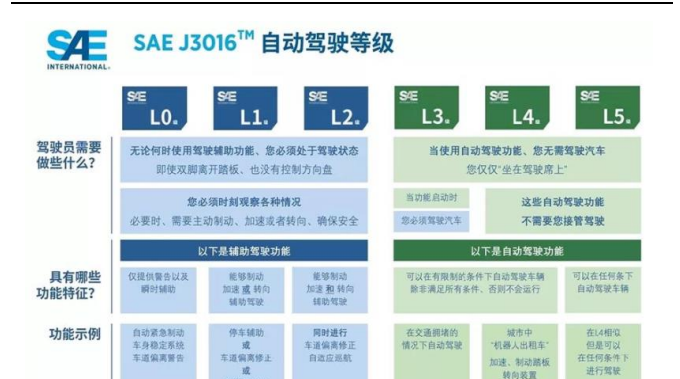 SAE INTERNATIONAL.
SAE J3016™ 自动驾驶等级
SAE L0级 SAE L1级 SAE L2级 SAE L3级 SAE L4级 SAE L5级
驾驶员需要
做些什么?
无论何时使用驾驶辅助功能、您必须处于驾驶状态
即使双脚离开踏板、也没有控制方向盘
当使用自动驾驶功能、您无需驾驶汽车
您仅仅“坐在驾驶席上”
您必须时刻观察各种情况
必要时、需要主动制动、加速或者转向、确保安全
当功能启动时
您必须驾驶汽车
这些自动驾驶功能
不需要您接管驾驶
以下是辅助驾驶功能
以下是自动驾驶功能
具有哪些
功能特征?
仅提供警告以及
瞬时辅助
能够制动
加速 或 转向
辅助驾驶
能够制动
加速 和 转向
辅助驾驶
可以在有限制的条件下自动驾驶车辆
除非满足所有条件、否则不会运行
可以在任何条下
自动驾驶车辆
功能示例
自动紧急制动
车身稳定系统
车道偏离警告
停车辅助
或
车道偏离修正
或
同时进行
车道偏离修正
自适应巡航
在交通拥堵的
情况下自动驾驶
城市中
“机器人出租车”
加速、制动踏板
转向装置
在L4相似
但是可以
在任何条件下
进行驾驶